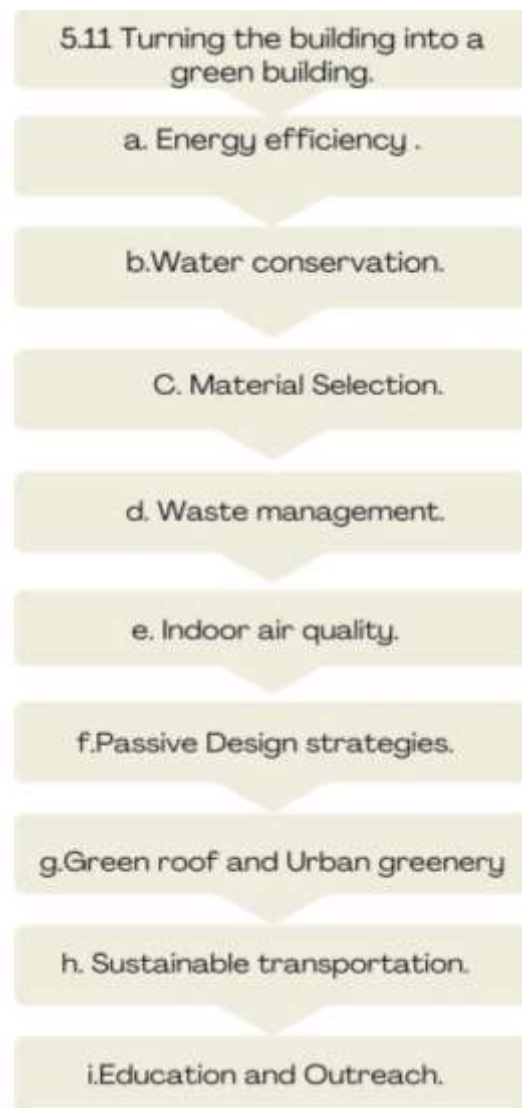 5.11 Turning the building into a
green building.
a. Energy efficiency .
b.Water conservation.
C. Material Selection.
d. Waste management.
e. Indoor air quality.
f.Passive Design strategies.
g.Green roof and Urban greenery
h. Sustainable transportation.
i.Education and Outreach.